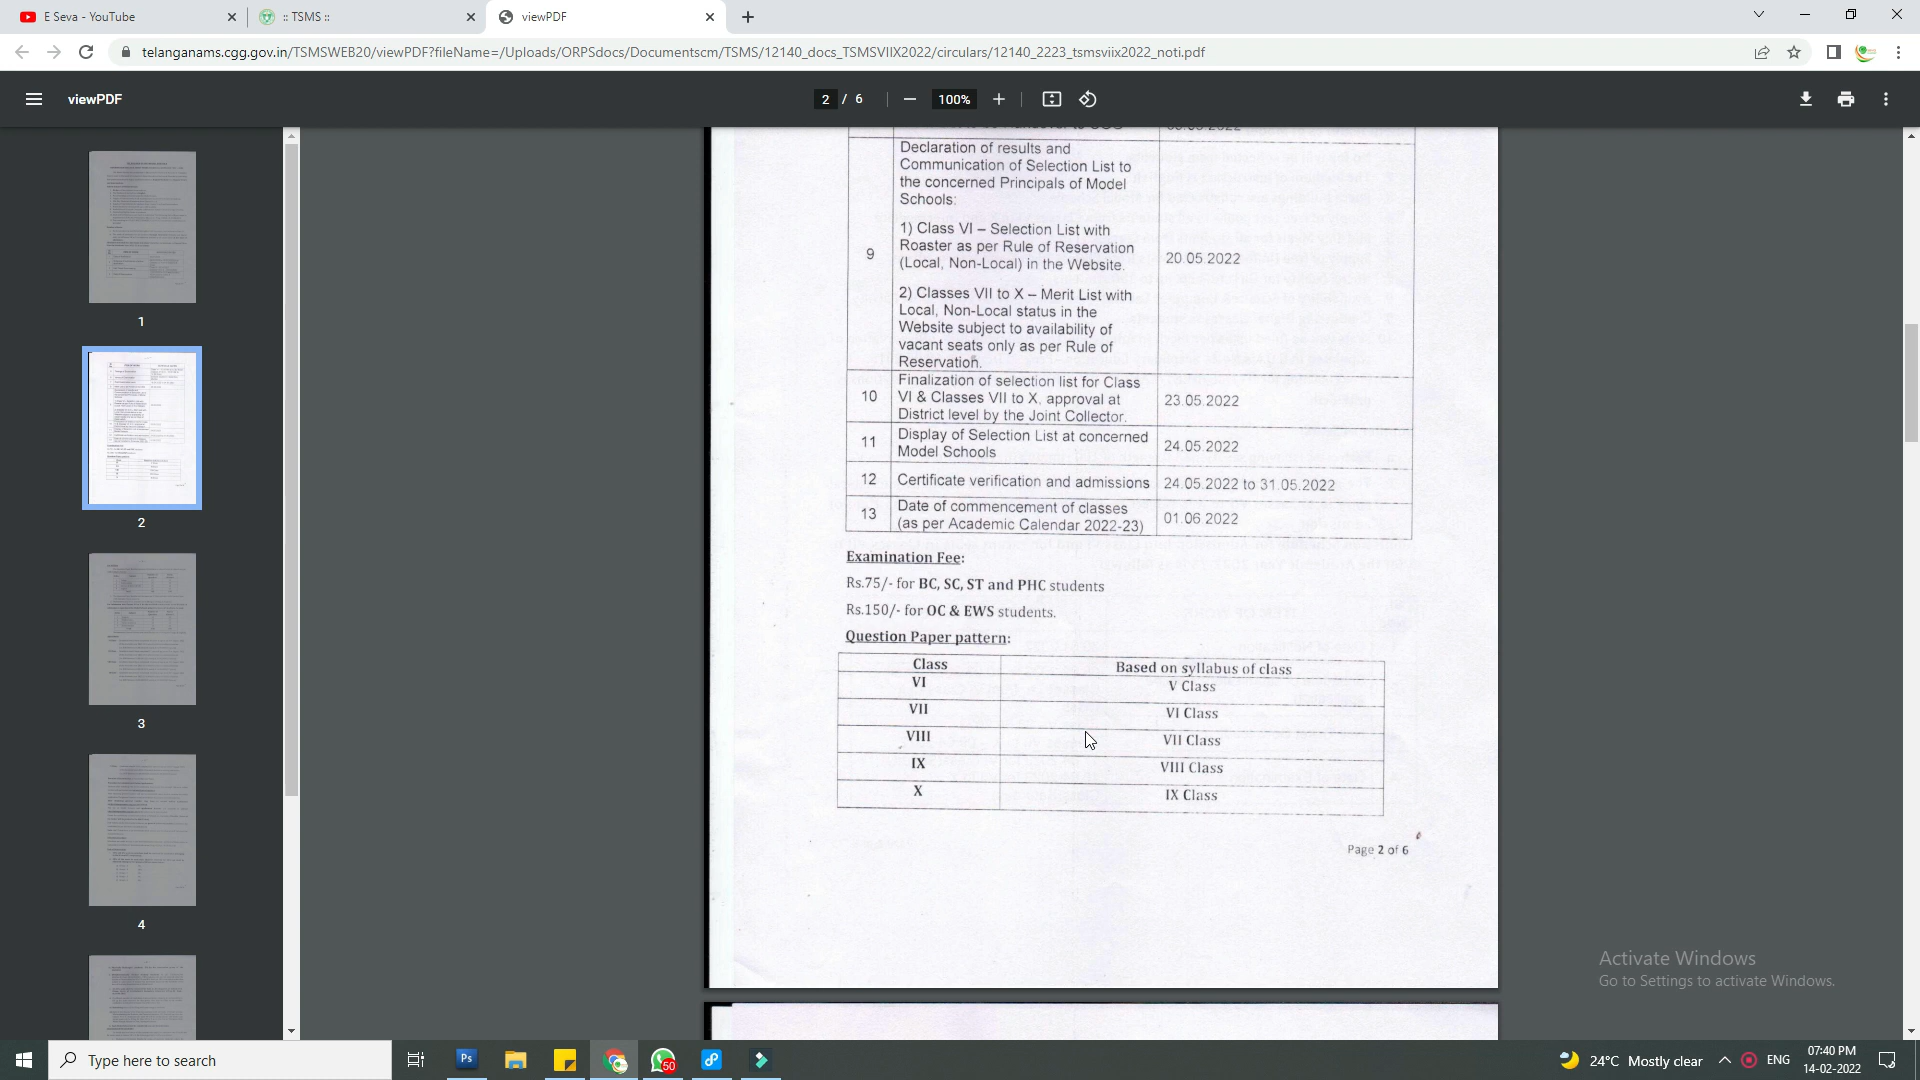 E Seva - YouTube
:: TSMS ::
viewPDF
telanganams.cgg.gov.in/TSMSWEB20/viewPDF?fileName=/Uploads/ORPSdocs/Documentscm/TSMS/12140_docs_TSMSVIIX2022/circulars/12140_2223_tsmsviix2022_noti.pdf
viewPDF
2 / 6
100%
1
2
3
4
9
Declaration of results and
Communication of Selection List to
the concerned Principals of Model
Schools:
1) Class VI – Selection List with
Roaster as per Rule of Reservation
(Local, Non-Local) in the Website.
20.05.2022
2) Classes VII to X – Merit List with
Local, Non-Local status in the
Website subject to availability of
vacant seats only as per Rule of
Reservation.
10
Finalization of selection list for Class
VI & Classes VII to X, approval at
District level by the Joint Collector.
23.05.2022
11
Display of Selection List at concerned
Model Schools
24.05.2022
12 Certificate verification and admissions 24.05.2022 to 31.05.2022
13
Date of commencement of classes
(as per Academic Calendar 2022-23)
01.06.2022
Examination Fee:
Rs.75/- for BC, SC, ST and PHC students
Rs.150/- for OC & EWS students.
Question Paper pattern:
Class Based on syllabus of class
VI V Class
VII VI Class
VIII VII Class
IX VIII Class
X IX Class
Page 2 of 6
Activate Windows
Go to Settings to activate Windows.
Type here to search
Ps
50
24°C Mostly clear
ENG
07:40 PM
14-02-2022